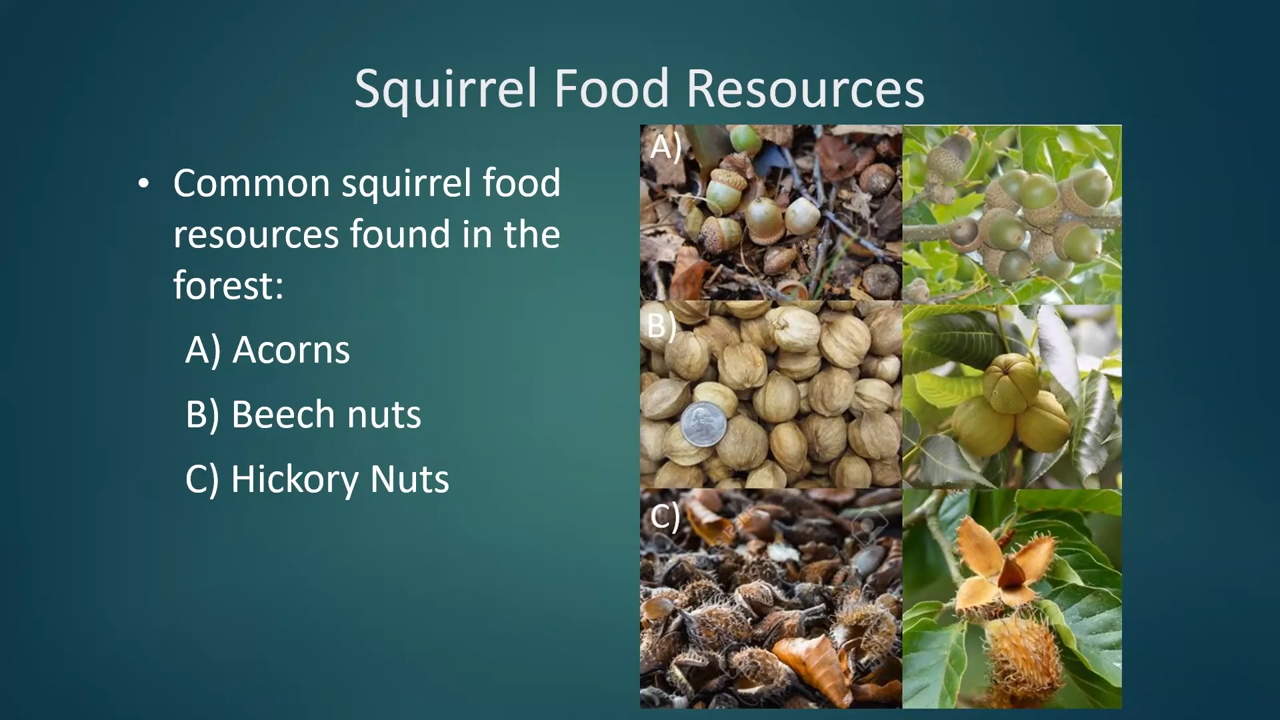 Squirrel Food Resources
• Common squirrel food
resources found in the
forest:
A) Acorns
B) Beech nuts
C) Hickory Nuts
A)
B)
C)